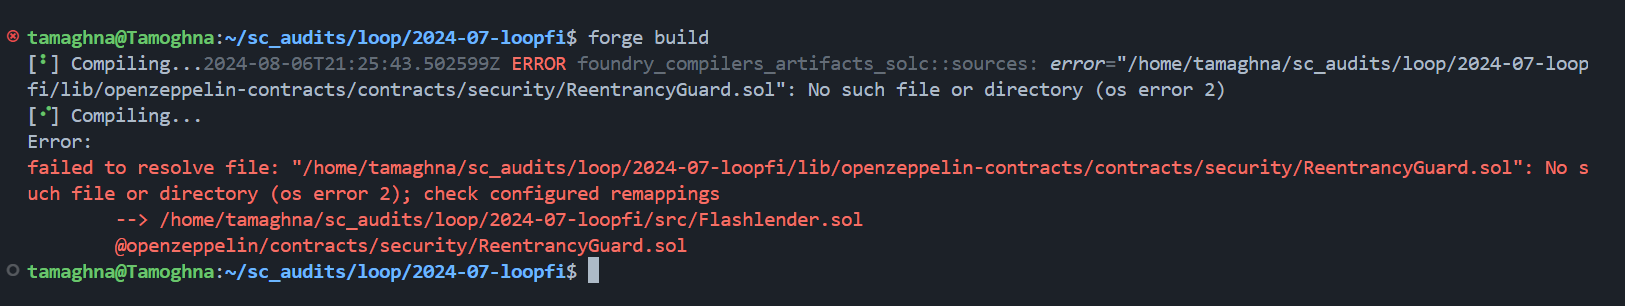 tamaghna@Tamoghna:~/sc_audits/loop/2024-07-loopfi$ forge build
[⠃] Compiling...2024-08-06T21:25:43.502599Z ERROR foundry_compilers_artifacts_solc::sources: error="/home/tamaghna/sc_audits/loop/2024-07-loop
fi/lib/openzeppelin-contracts/contracts/security/ReentrancyGuard.sol": No such file or directory (os error 2)
[⠊] Compiling...
Error:
failed to resolve file: "/home/tamaghna/sc_audits/loop/2024-07-loopfi/lib/openzeppelin-contracts/contracts/security/ReentrancyGuard.sol": No s
uch file or directory (os error 2); check configured remappings
--> /home/tamaghna/sc_audits/loop/2024-07-loopfi/src/Flashlender.sol
@openzeppelin/contracts/security/ReentrancyGuard.sol
tamaghna@Tamoghna:~/sc_audits/loop/2024-07-loopfi$